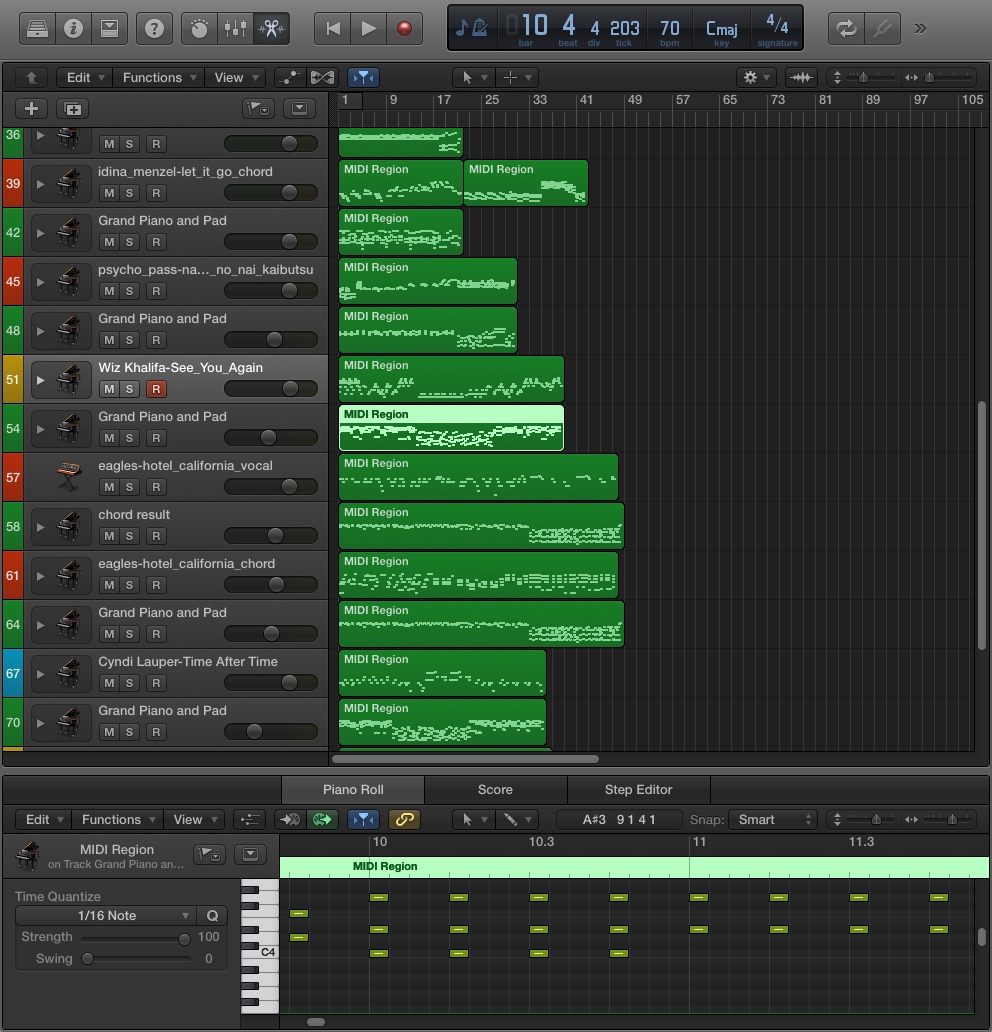 10 4 4 203 70 Cmaj 4/4
bar beat div tick bpm key signature
Edit Functions View
1 9 17 25 33 41 49 57 65 73 81 89 97 105
36 M S R
39 idina_menzel-let_it_go_chord M S R MIDI Region MIDI Region
42 Grand Piano and Pad M S R MIDI Region
45 psycho_pass-na..._no_nai_kaibutsu M S R MIDI Region
48 Grand Piano and Pad M S R MIDI Region
51 Wiz Khalifa-See_You_Again M S R MIDI Region
54 Grand Piano and Pad M S R MIDI Region
57 eagles-hotel_california_vocal M S R MIDI Region
58 chord result M S R MIDI Region
61 eagles-hotel_california_chord M S R MIDI Region
64 Grand Piano and Pad M S R MIDI Region
67 Cyndi Lauper-Time After Time M S R MIDI Region
70 Grand Piano and Pad M S R MIDI Region
Piano Roll Score Step Editor
Edit Functions View A#3 9 1 4 1 Snap: Smart
MIDI Region 10 10.3 11 11.3
on Track Grand Piano an...
MIDI Region
Time Quantize
1/16 Note Q
Strength 100
C4
Swing 0